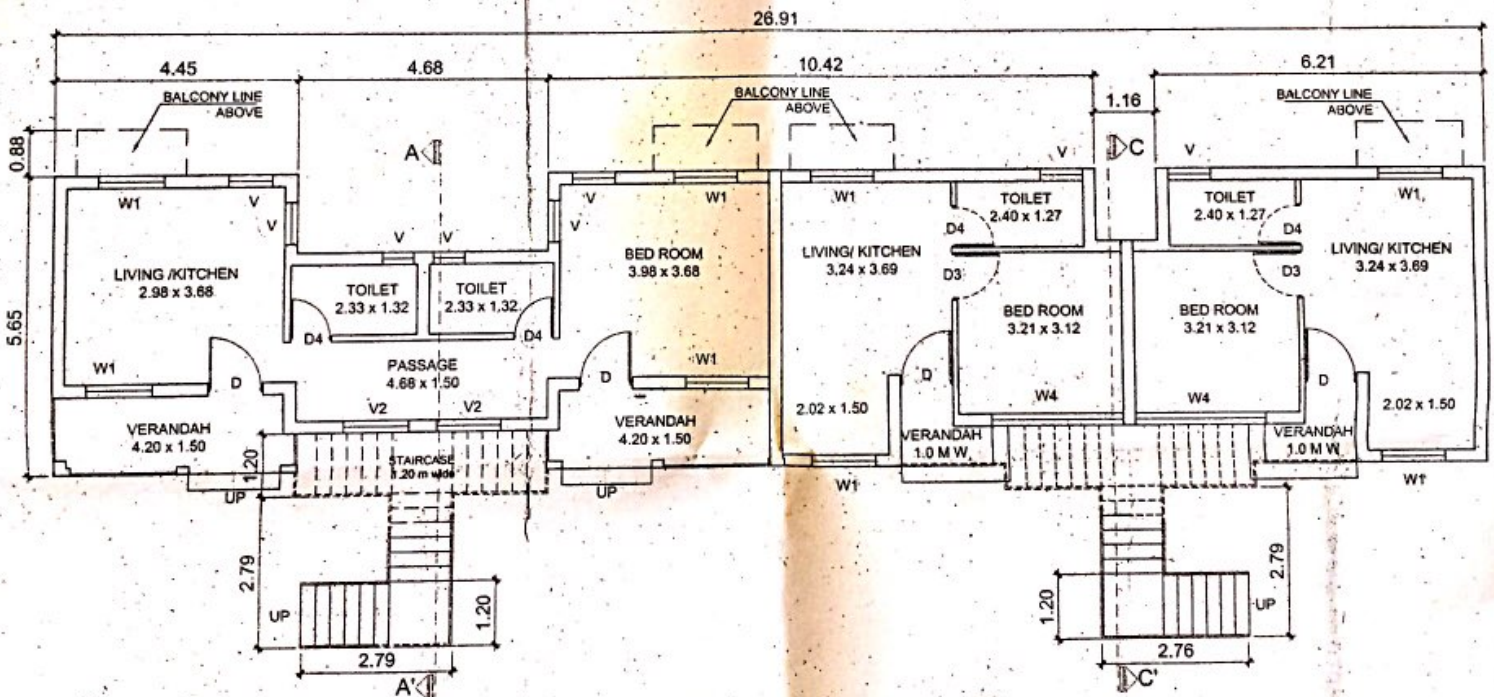 26.91
4.45
4.68
10.42
6.21
1.16
BALCONY LINE
ABOVE
BALCONY LINE
ABOVE
BALCONY LINE
ABOVE
0.88
A
C
V
V
W1
V
V
V
W1
W1
W1
V
V
V
LIVING /KITCHEN
2.98 x 3.68
TOILET
2.33 x 1.32
TOILET
2.33 x 1.32
BED ROOM
3.98 x 3.68
LIVING/ KITCHEN
3.24 x 3.69
TOILET
2.40 x 1.27
D4
D3
BED ROOM
3.21 x 3.12
TOILET
2.40 x 1.27
D4
D3
BED ROOM
3.21 x 3.12
LIVING/ KITCHEN
3.24 x 3.69
5.65
D4
D4
PASSAGE
4.68 x 1.50
W1
D
D
W1
D
D
V2
V2
W4
W4
2.02 x 1.50
2.02 x 1.50
VERANDAH
4.20 x 1.50
VERANDAH
4.20 x 1.50
VERANDAH
1.0 M W
VERANDAH
1.0 M W
1.20
STAIRCASE
1.20 m wide
UP
UP
W1
W1
2.79
UP
1.20
2.79
1.20
UP
2.79
2.76
A'
C'